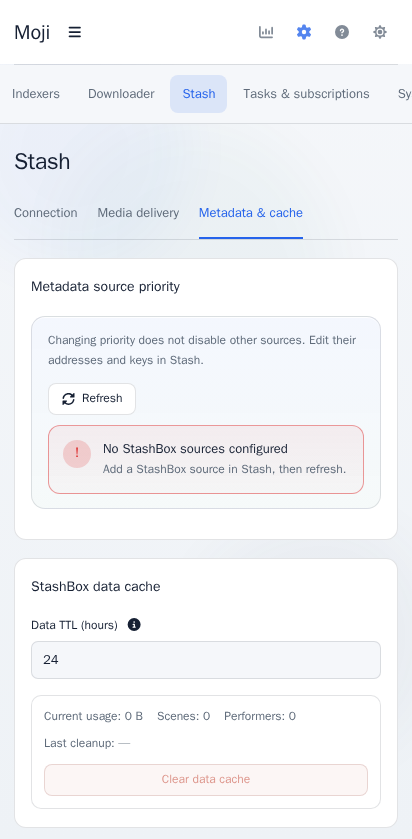 Moji
Indexers Downloader Stash Tasks & subscriptions Sy
Stash
Connection Media delivery Metadata & cache
Metadata source priority
Changing priority does not disable other sources. Edit their
addresses and keys in Stash.
Refresh
No StashBox sources configured
Add a StashBox source in Stash, then refresh.
StashBox data cache
Data TTL (hours)
24
Current usage: 0 B Scenes: 0 Performers: 0
Last cleanup: —
Clear data cache